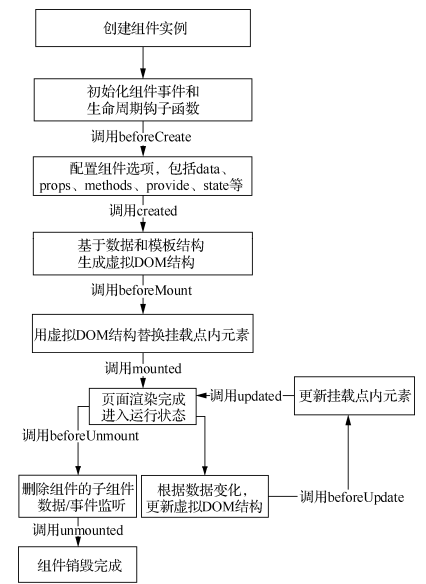 创建组件实例
初始化组件事件和
生命周期钩子函数
调用beforeCreate
配置组件选项，包括data、
props、methods、provide、state等
调用created
基于数据和模板结构
生成虚拟DOM结构
调用beforeMount
用虚拟DOM结构替换挂载点内元素
调用mounted
页面渲染完成
进入运行状态
调用updated
更新挂载点内元素
调用beforeUnmount
删除组件的子组件
数据/事件监听
根据数据变化，
更新虚拟DOM结构
调用beforeUpdate
调用unmounted
组件销毁完成